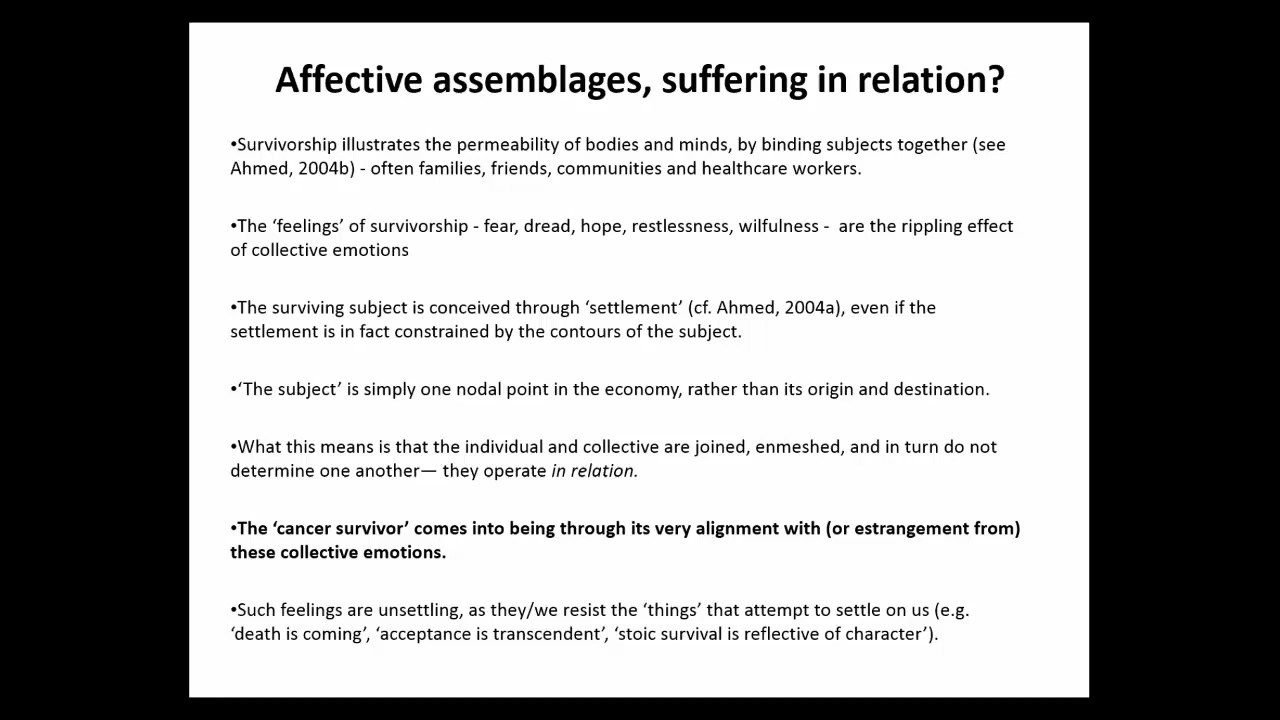 Affective assemblages, suffering in relation?
•Survivorship illustrates the permeability of bodies and minds, by binding subjects together (see
Ahmed, 2004b) - often families, friends, communities and healthcare workers.
•The ‘feelings’ of survivorship - fear, dread, hope, restlessness, wilfulness -  are the rippling effect
of collective emotions
•The surviving subject is conceived through ‘settlement’ (cf. Ahmed, 2004a), even if the
settlement is in fact constrained by the contours of the subject.
•‘The subject’ is simply one nodal point in the economy, rather than its origin and destination.
•What this means is that the individual and collective are joined, enmeshed, and in turn do not
determine one another— they operate in relation.
•The ‘cancer survivor’ comes into being through its very alignment with (or estrangement from)
these collective emotions.
•Such feelings are unsettling, as they/we resist the ‘things’ that attempt to settle on us (e.g.
‘death is coming’, ‘acceptance is transcendent’, ‘stoic survival is reflective of character’).